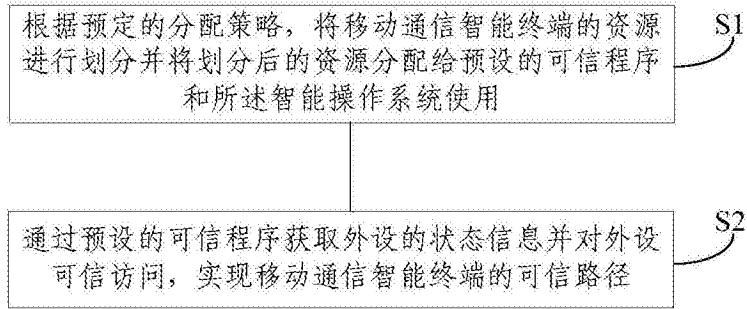 根据预定的分配策略，将移动通信智能终端的资源
进行划分并将划分后的资源分配给预设的可信程序
和所述智能操作系统使用
S1
通过预设的可信程序获取外设的状态信息并对外设
可信访问，实现移动通信智能终端的可信路径
S2